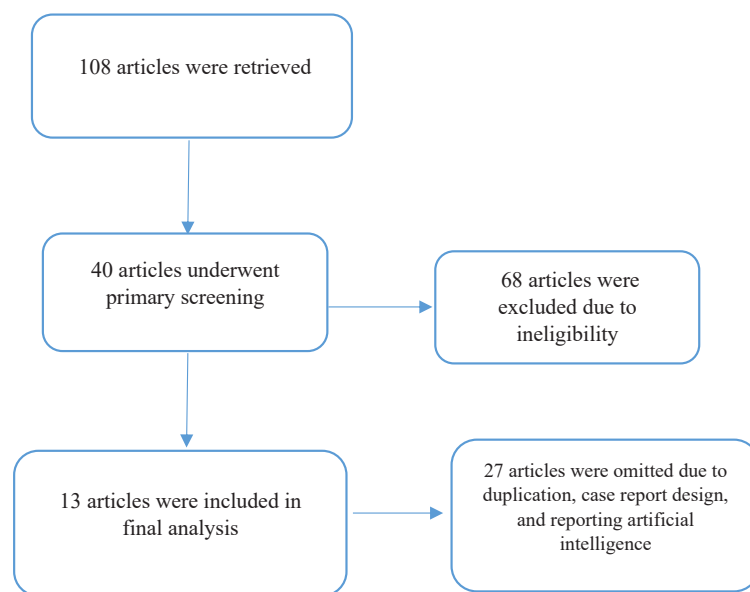 108 articles were retrieved
40 articles underwent
primary screening
68 articles were
excluded due to
ineligibility
13 articles were included in
final analysis
27 articles were omitted due to
duplication, case report design,
and reporting artificial
intelligence